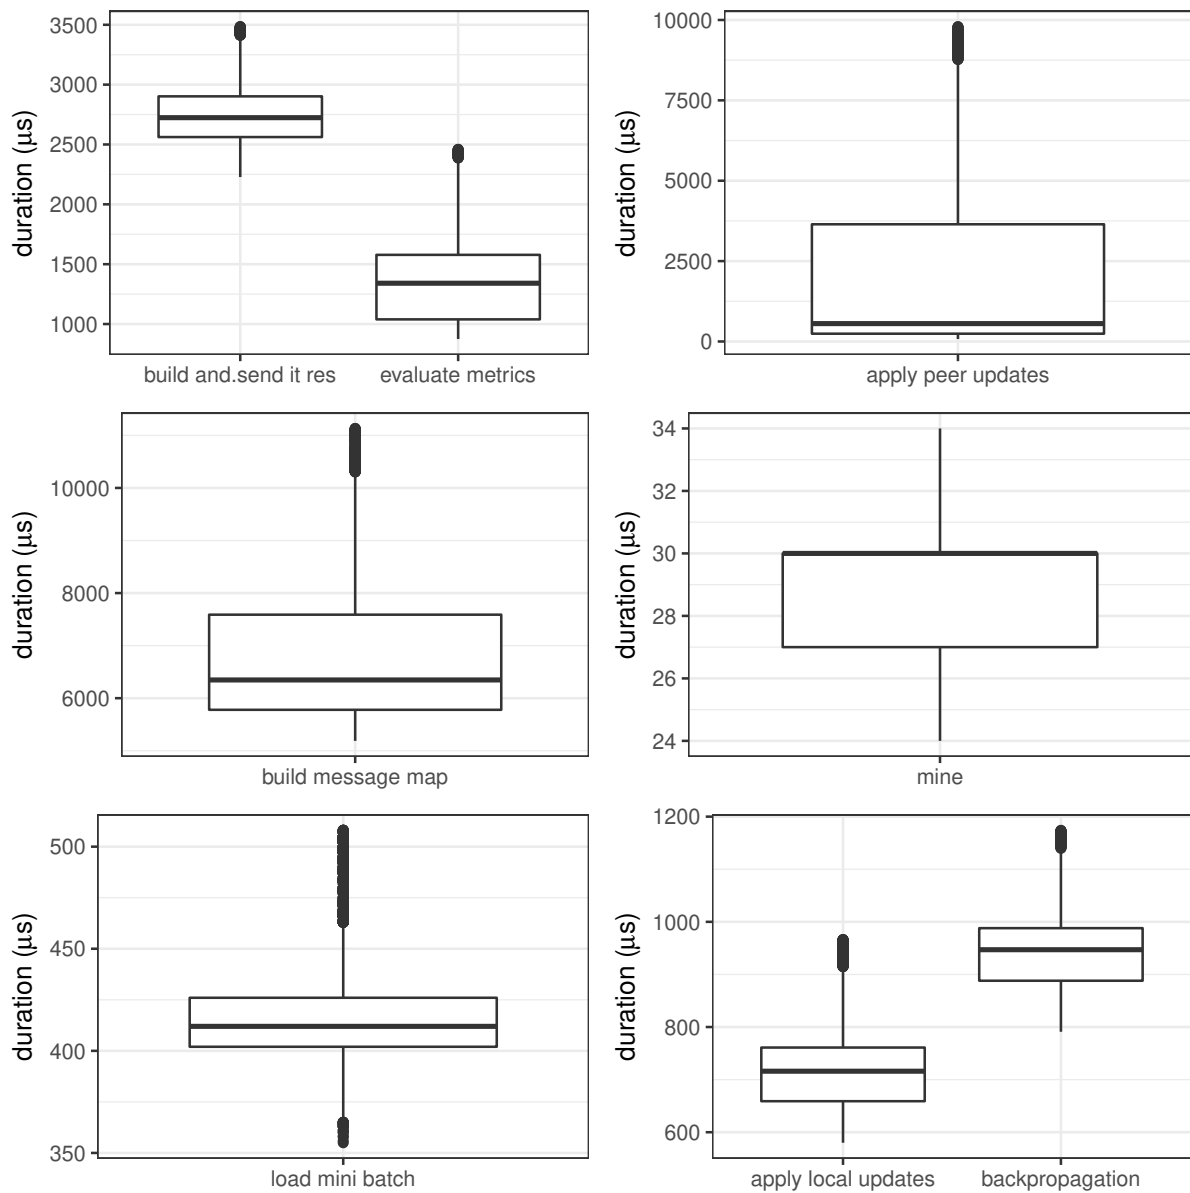 duration (µs)
3500
3000
2500
2000
1500
1000
build and.send it res
evaluate metrics
duration (µs)
10000
7500
5000
2500
0
apply peer updates
duration (µs)
10000
8000
6000
build message map
duration (µs)
34
32
30
28
26
24
mine
duration (µs)
500
450
400
350
load mini batch
duration (µs)
1200
1000
800
600
apply local updates
backpropagation